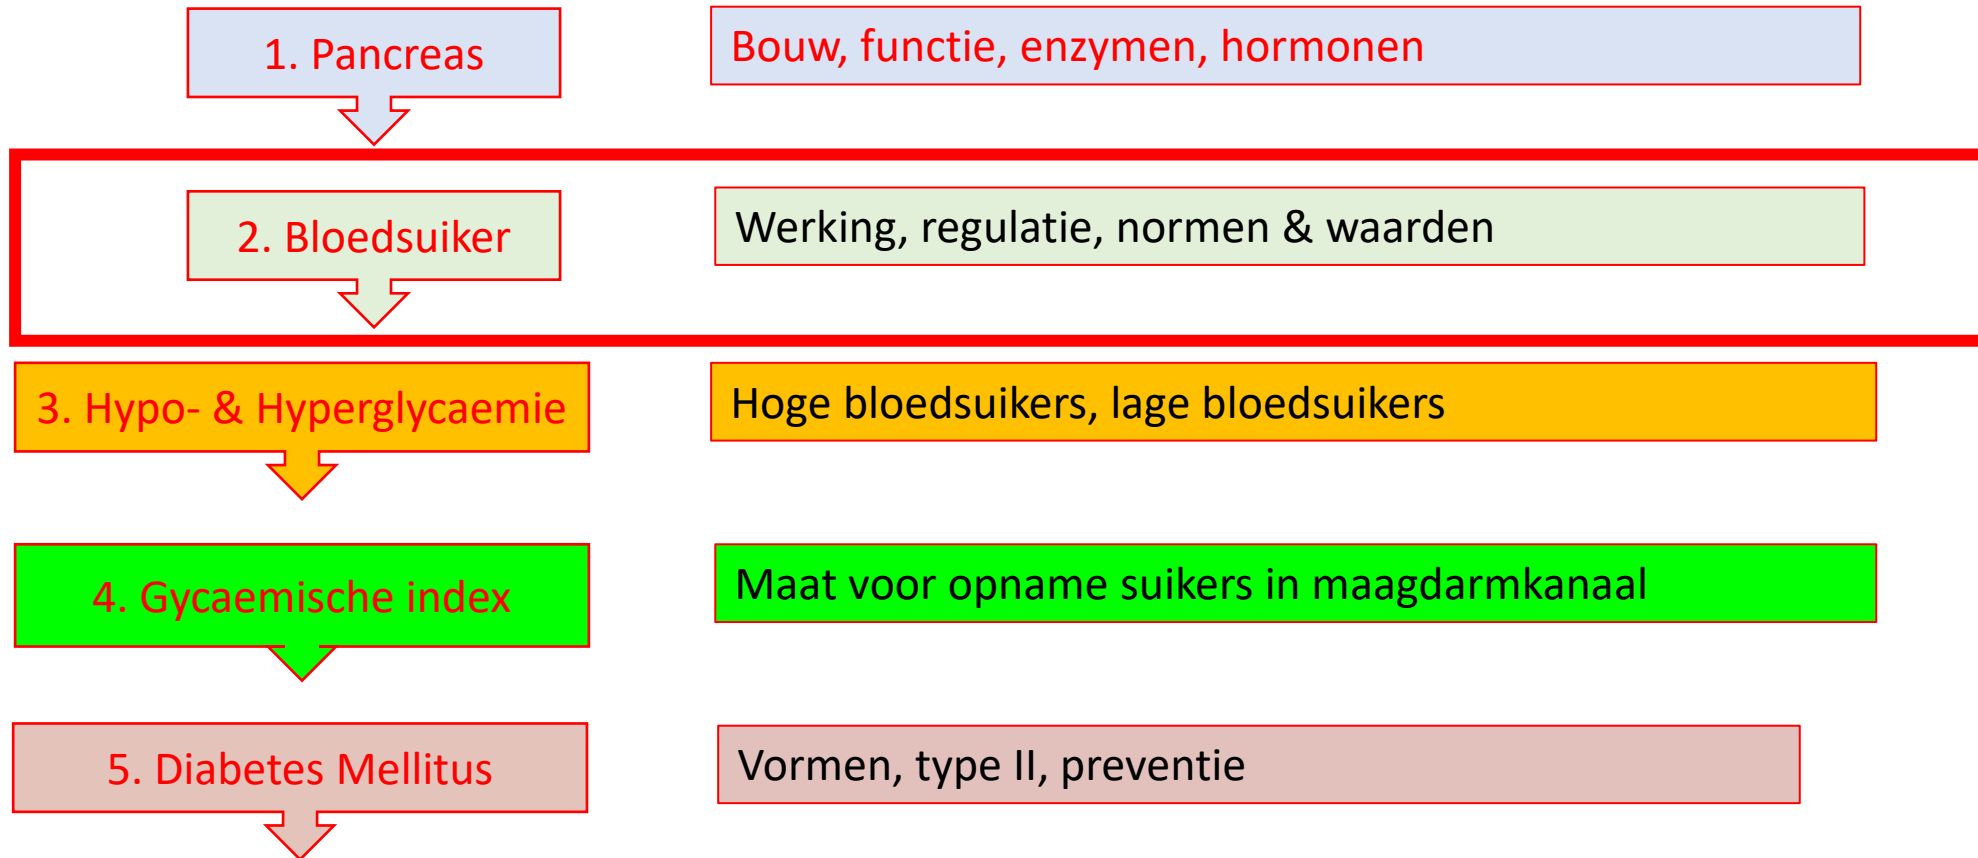 1. Pancreas
Bouw, functie, enzymen, hormonen
2. Bloedsuiker
Werking, regulatie, normen & waarden
3. Hypo- & Hyperglycaemie
Hoge bloedsuikers, lage bloedsuikers
4. Gycaemische index
Maat voor opname suikers in maagdarmkanaal
5. Diabetes Mellitus
Vormen, type II, preventie